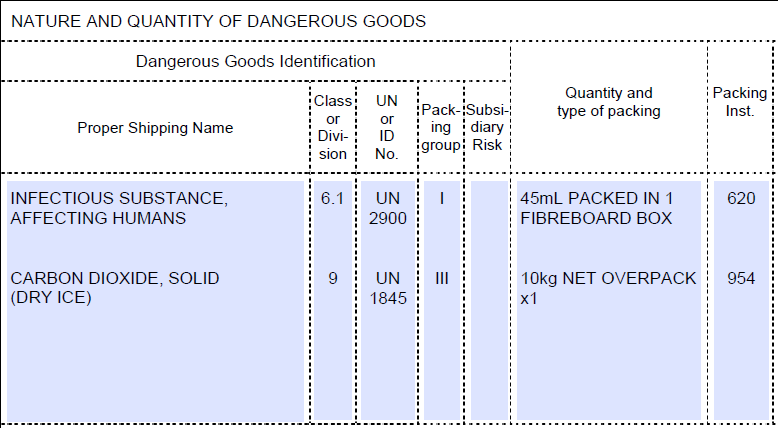 NATURE AND QUANTITY OF DANGEROUS GOODS
Dangerous Goods Identification
Proper Shipping Name
Class
or
Divi-
sion
UN
or
ID
No.
Pack-
ing
group
Subsi-
diary
Risk
Quantity and
type of packing
Packing
Inst.
INFECTIOUS SUBSTANCE,
AFFECTING HUMANS
6.1
UN
2900
I
45mL PACKED IN 1
FIBREBOARD BOX
620
CARBON DIOXIDE, SOLID
(DRY ICE)
9
UN
1845
III
10kg NET OVERPACK
x1
954